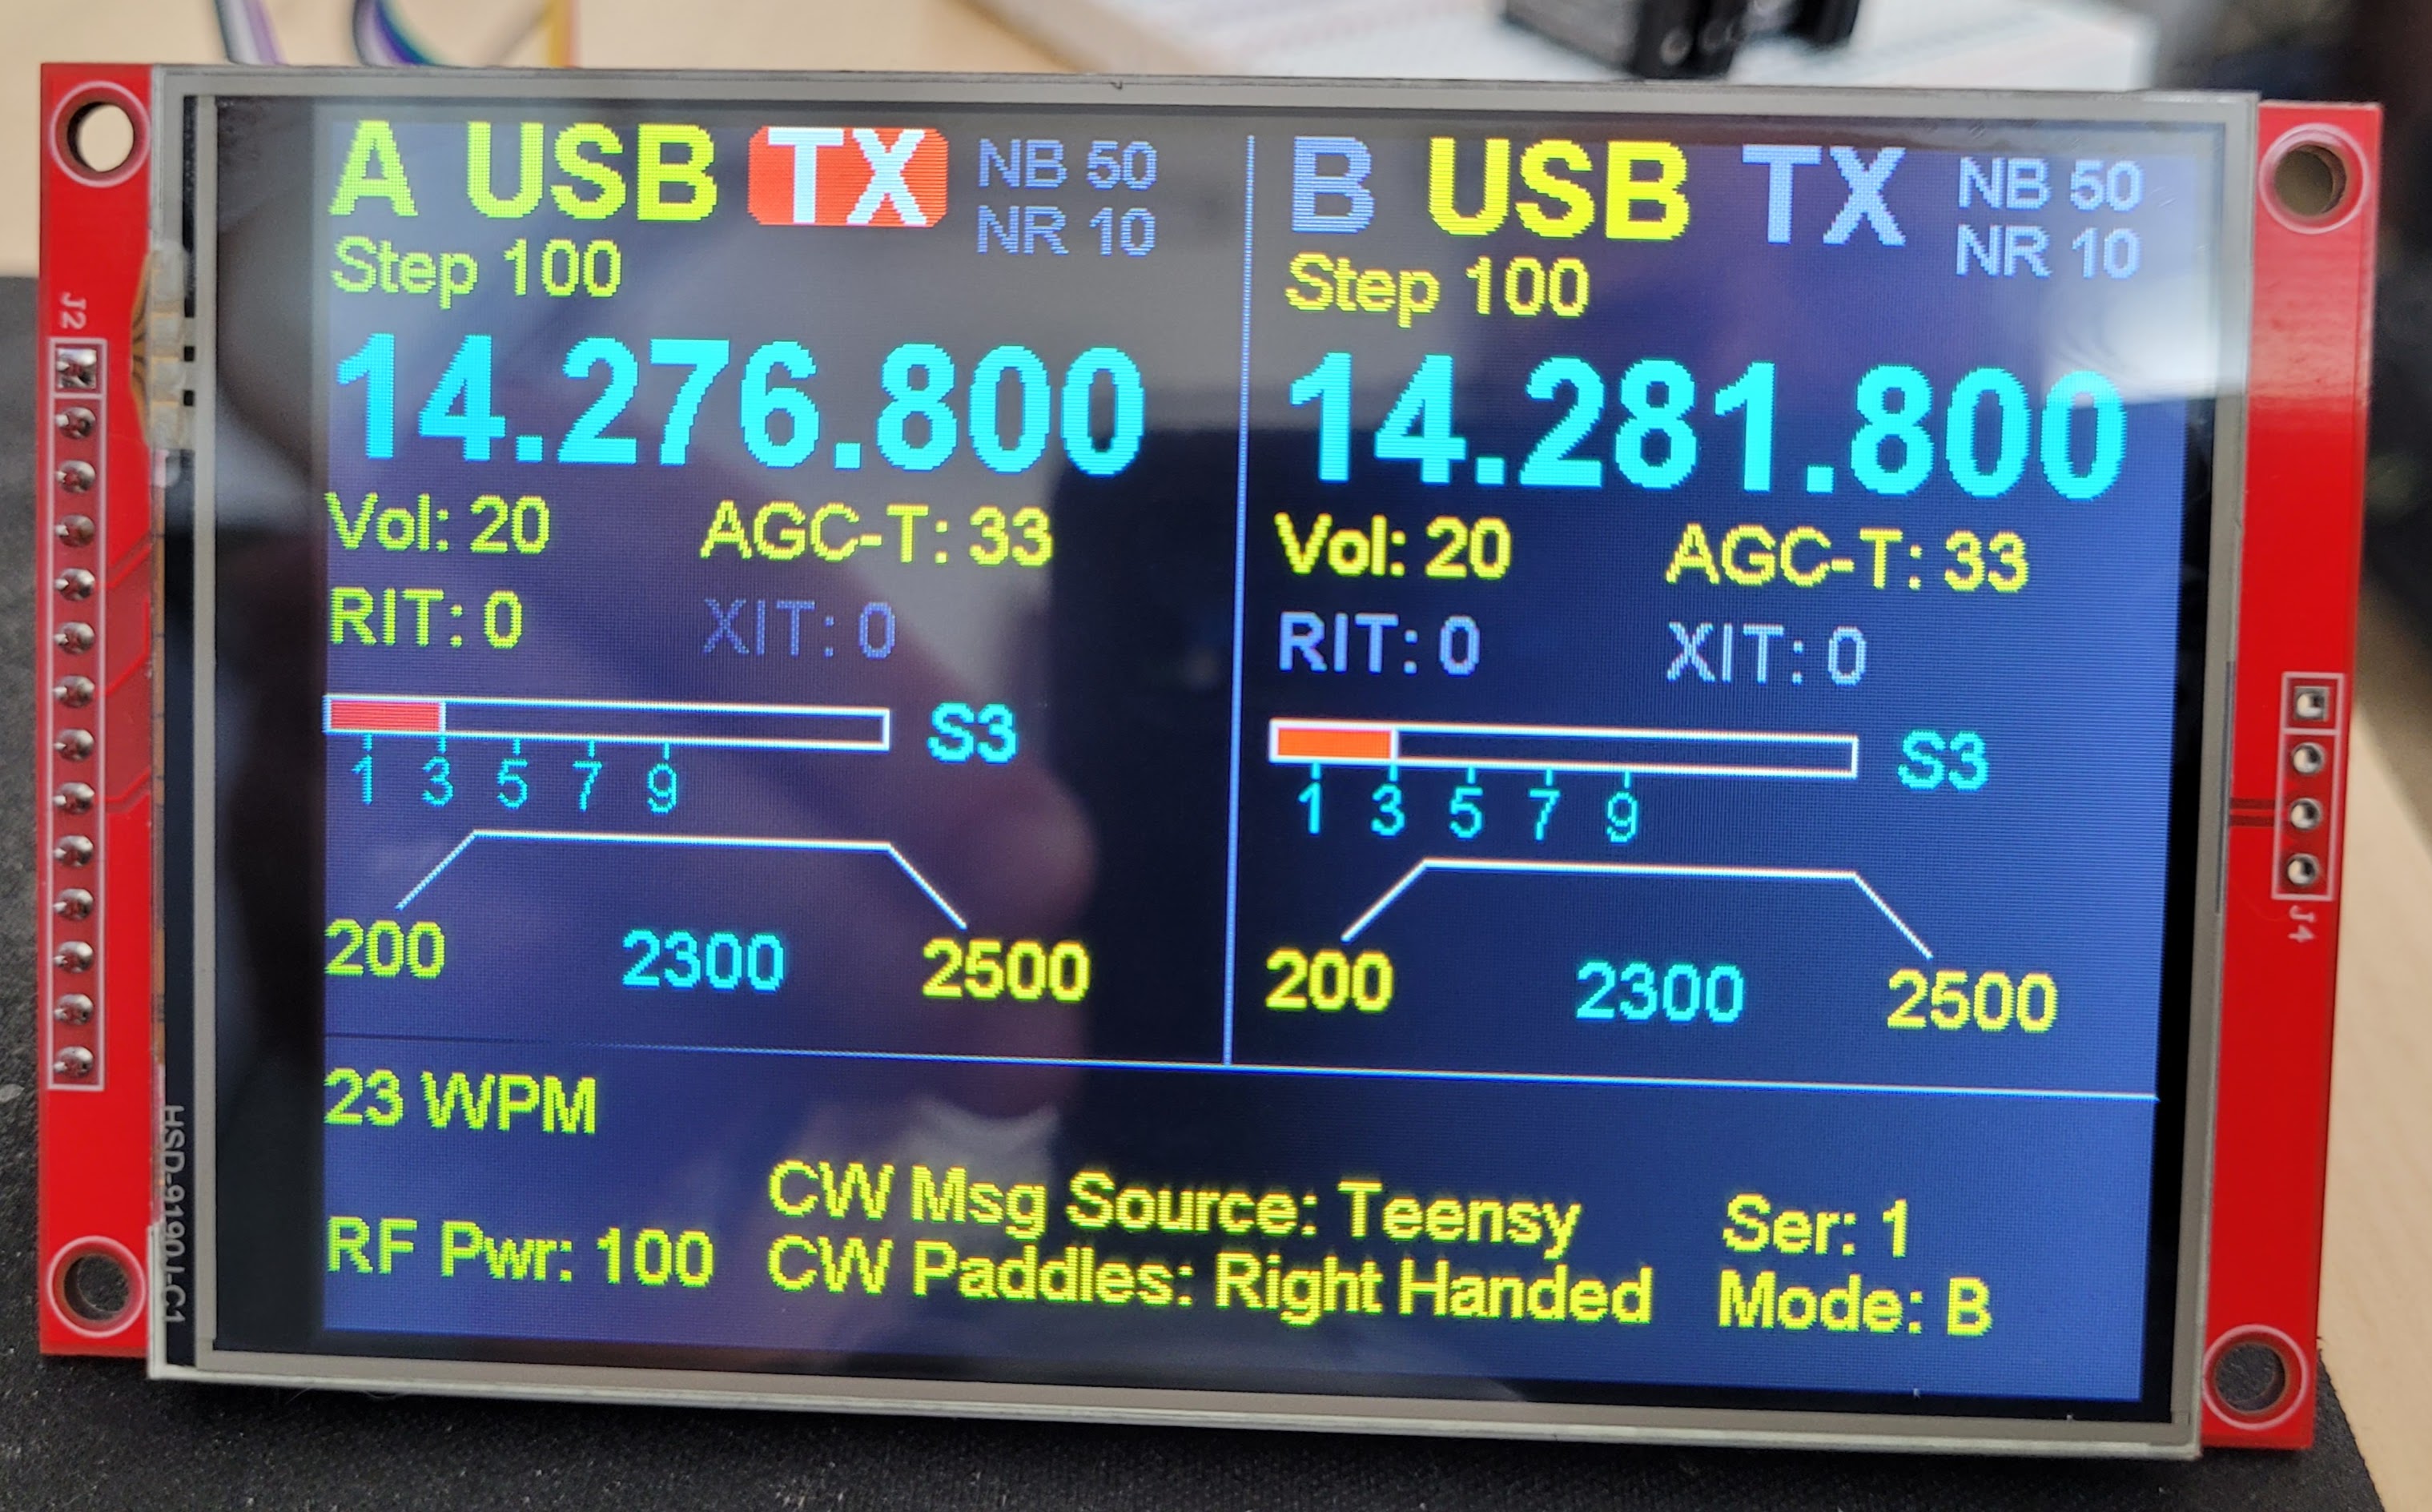 A USB TX NB 50
NR 10
Step 100
14.276.800
Vol: 20 AGC-T: 33
RIT: 0 XIT: 0
S3
1 3 5 7 9
200 2300 2500
B USB TX NB 50
NR 10
Step 100
14.281.800
Vol: 20 AGC-T: 33
RIT: 0 XIT: 0
S3
1 3 5 7 9
200 2300 2500
23 WPM
CW Msg Source: Teensy Ser: 1
RF Pwr: 100 CW Paddles: Right Handed Mode: B
J2
J4